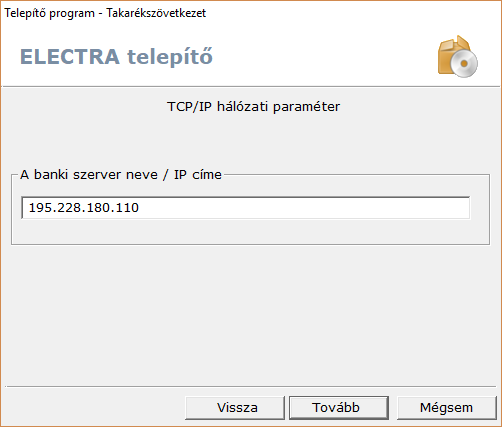 Telepítő program - Takarékszövetkezet
ELECTRA telepítő
TCP/IP hálózati paraméter
A banki szerver neve / IP címe
195.228.180.110
Vissza Tovább Mégsem